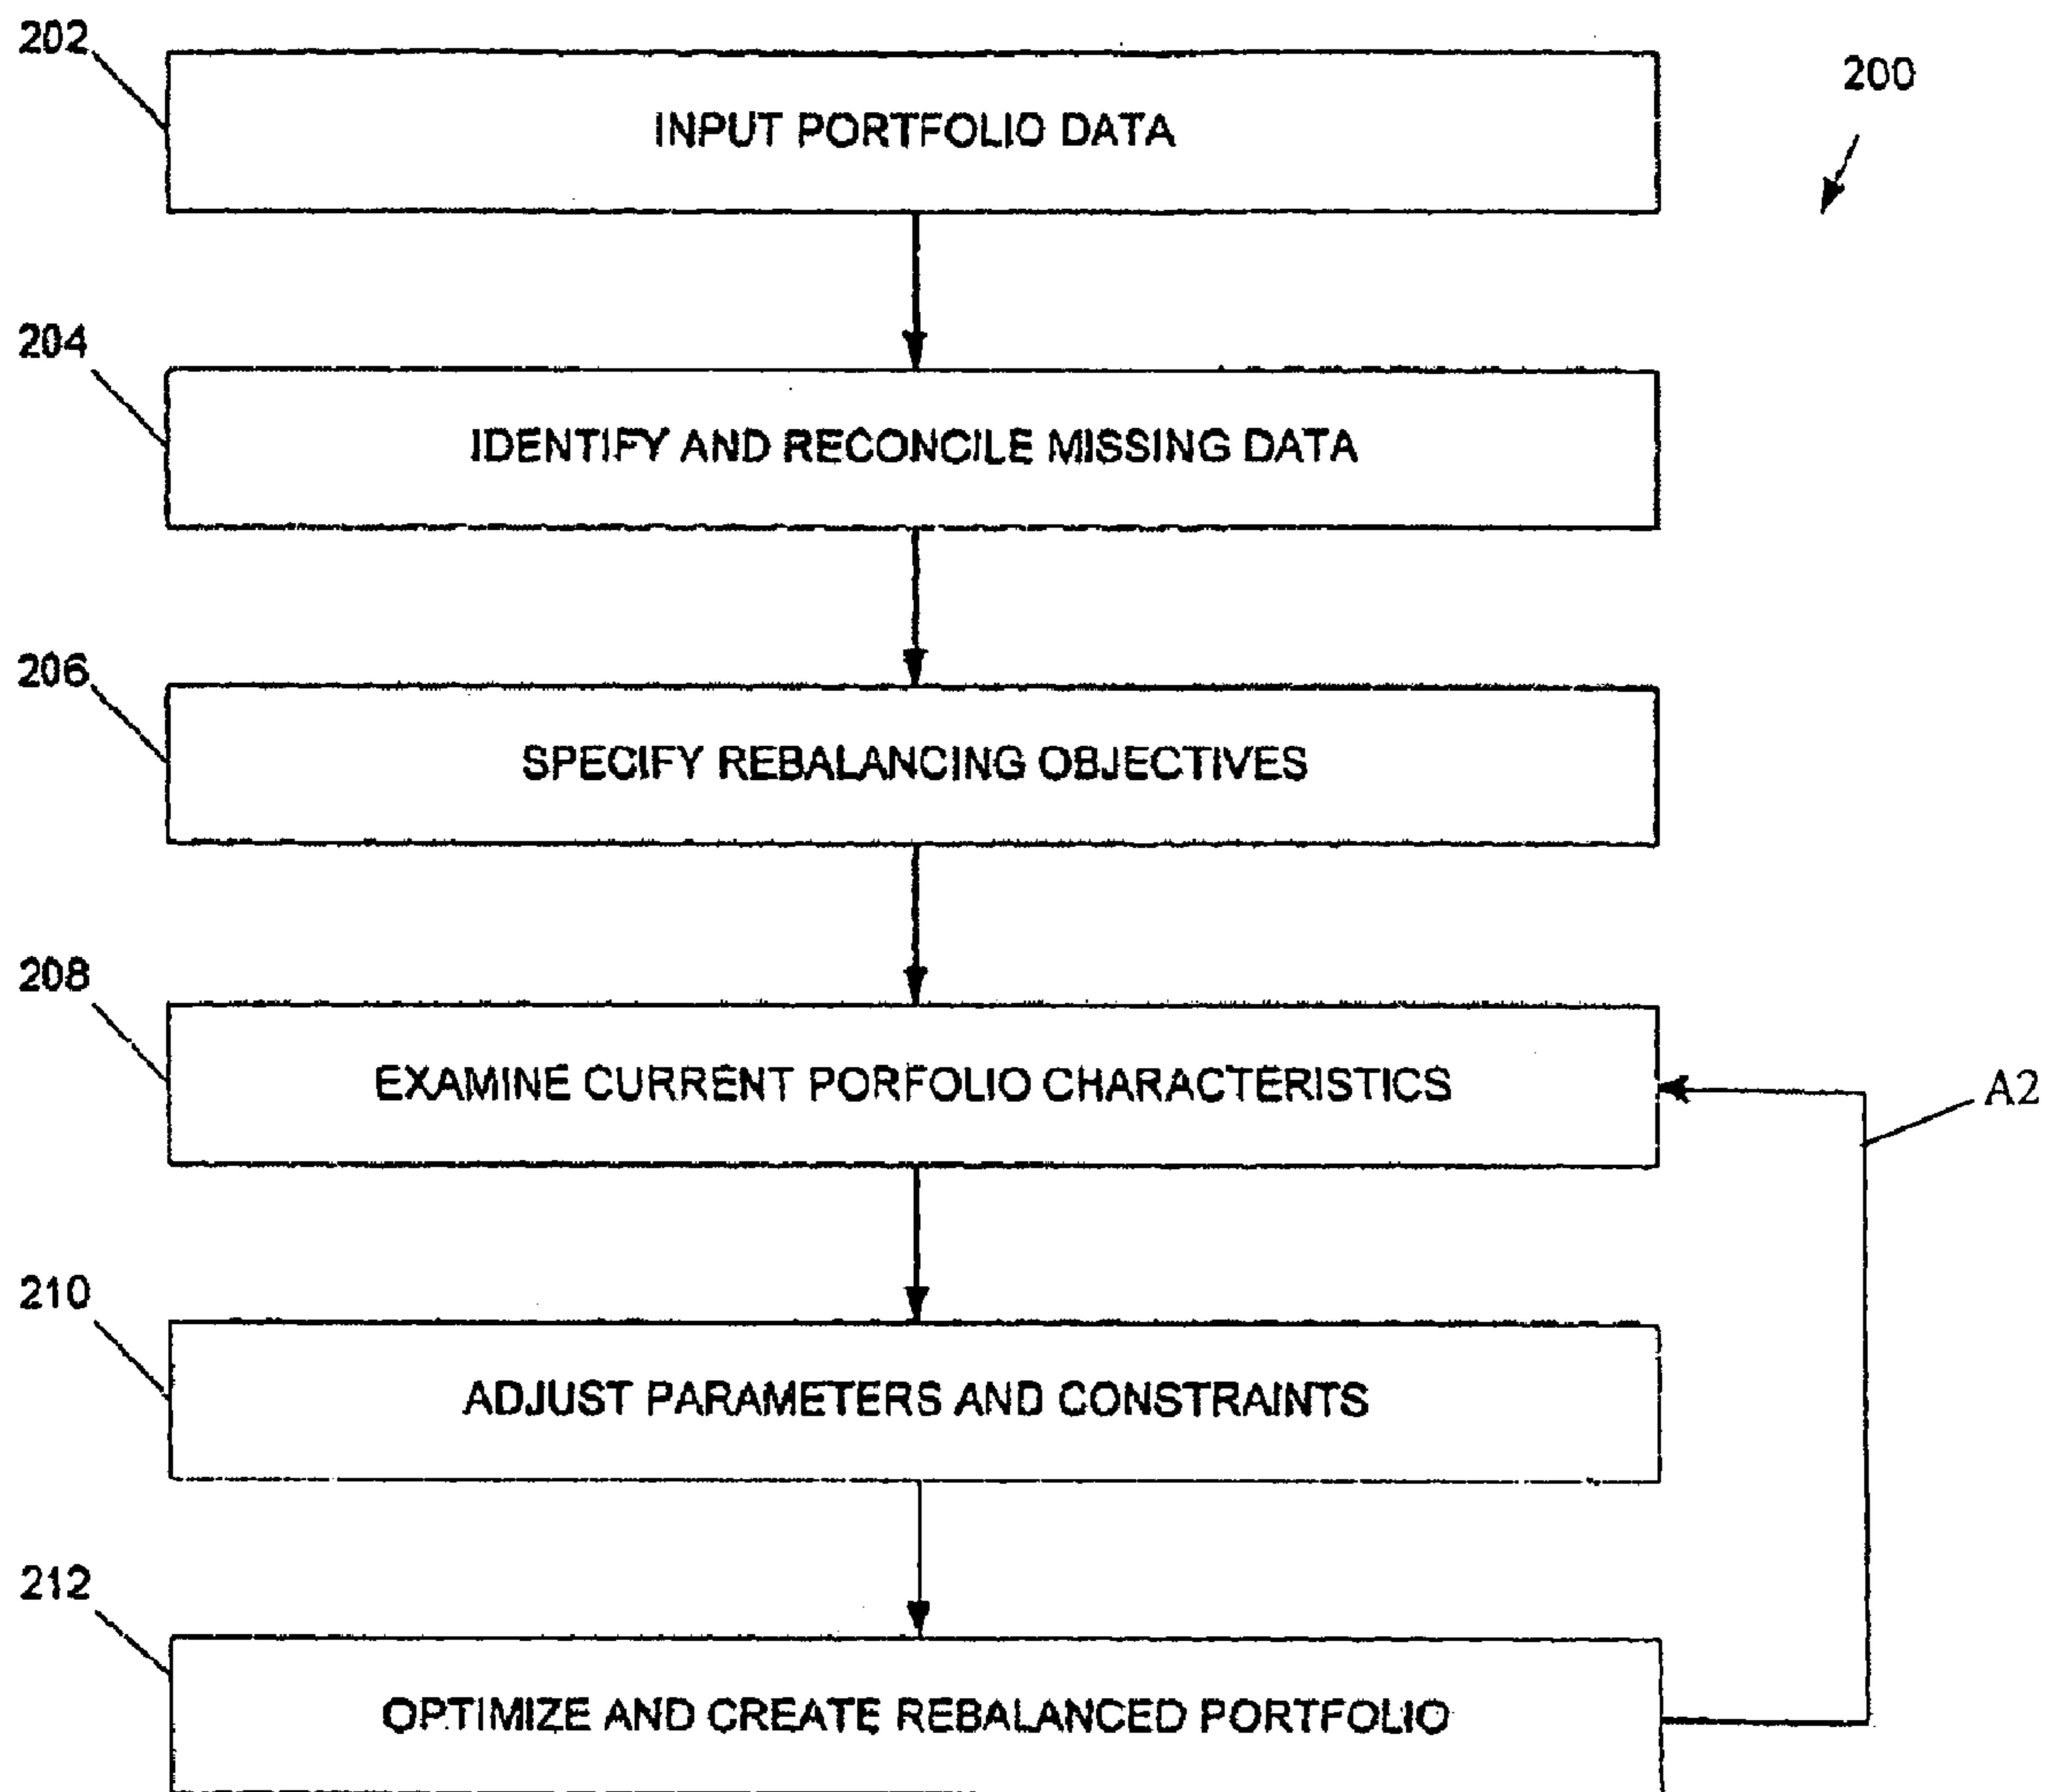 202
INPUT PORTFOLIO DATA
200
204
IDENTIFY AND RECONCILE MISSING DATA
206
SPECIFY REBALANCING OBJECTIVES
208
EXAMINE CURRENT PORFOLIO CHARACTERISTICS
A2
210
ADJUST PARAMETERS AND CONSTRAINTS
212
OPTIMIZE AND CREATE REBALANCED PORTFOLIO